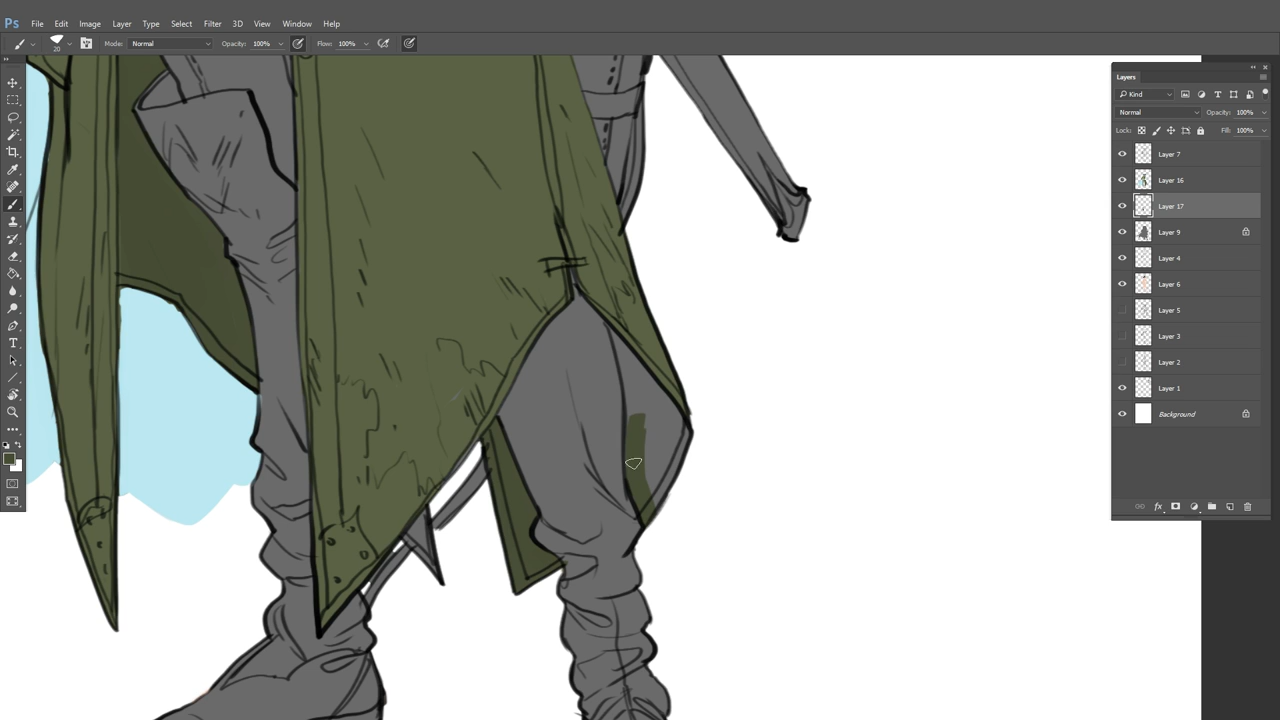 Ps File Edit Image Layer Type Select Filter 3D View Window Help
20 Mode: Normal Opacity: 100% Flow: 100%
Layers
Kind
Normal Opacity: 100%
Lock: Fill: 100%
Layer 7
Layer 16
Layer 17
Layer 9
Layer 4
Layer 6
Layer 5
Layer 3
Layer 2
Layer 1
Background
fx